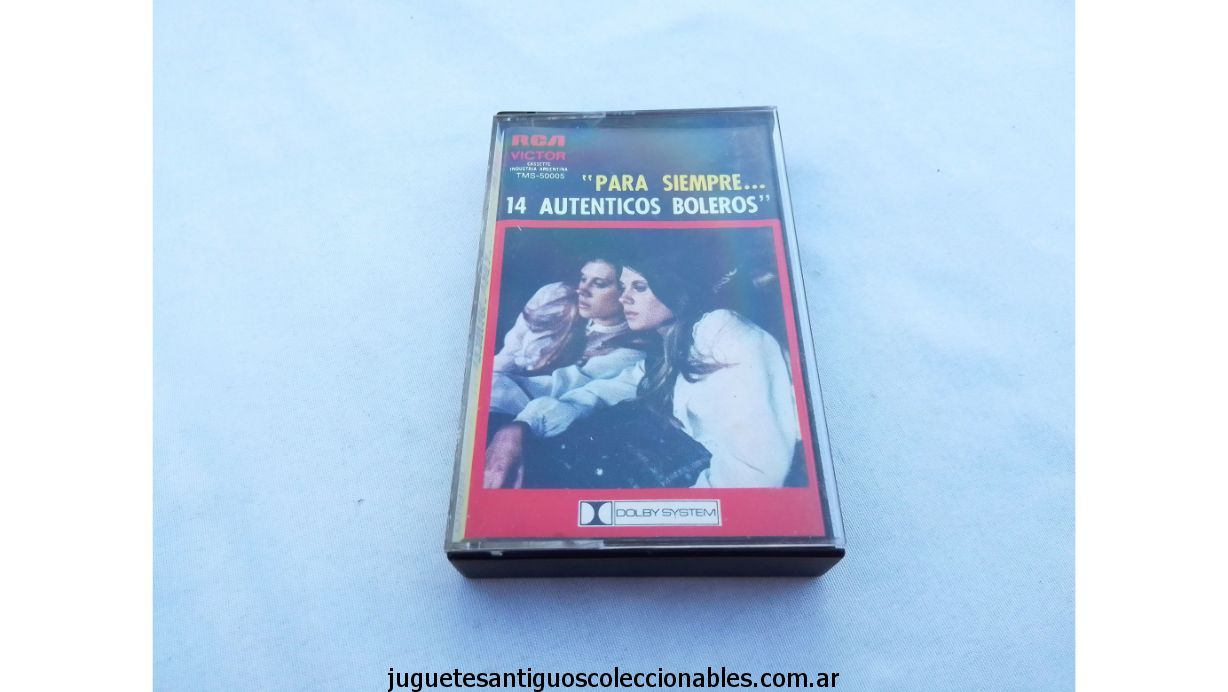 RCA
VICTOR
CASSETTE
INDUSTRIA ARGENTINA
TMS-50005
"PARA SIEMPRE...
14 AUTENTICOS BOLEROS"
DOLBY SYSTEM
juguetesantiguoscoleccionables.com.ar